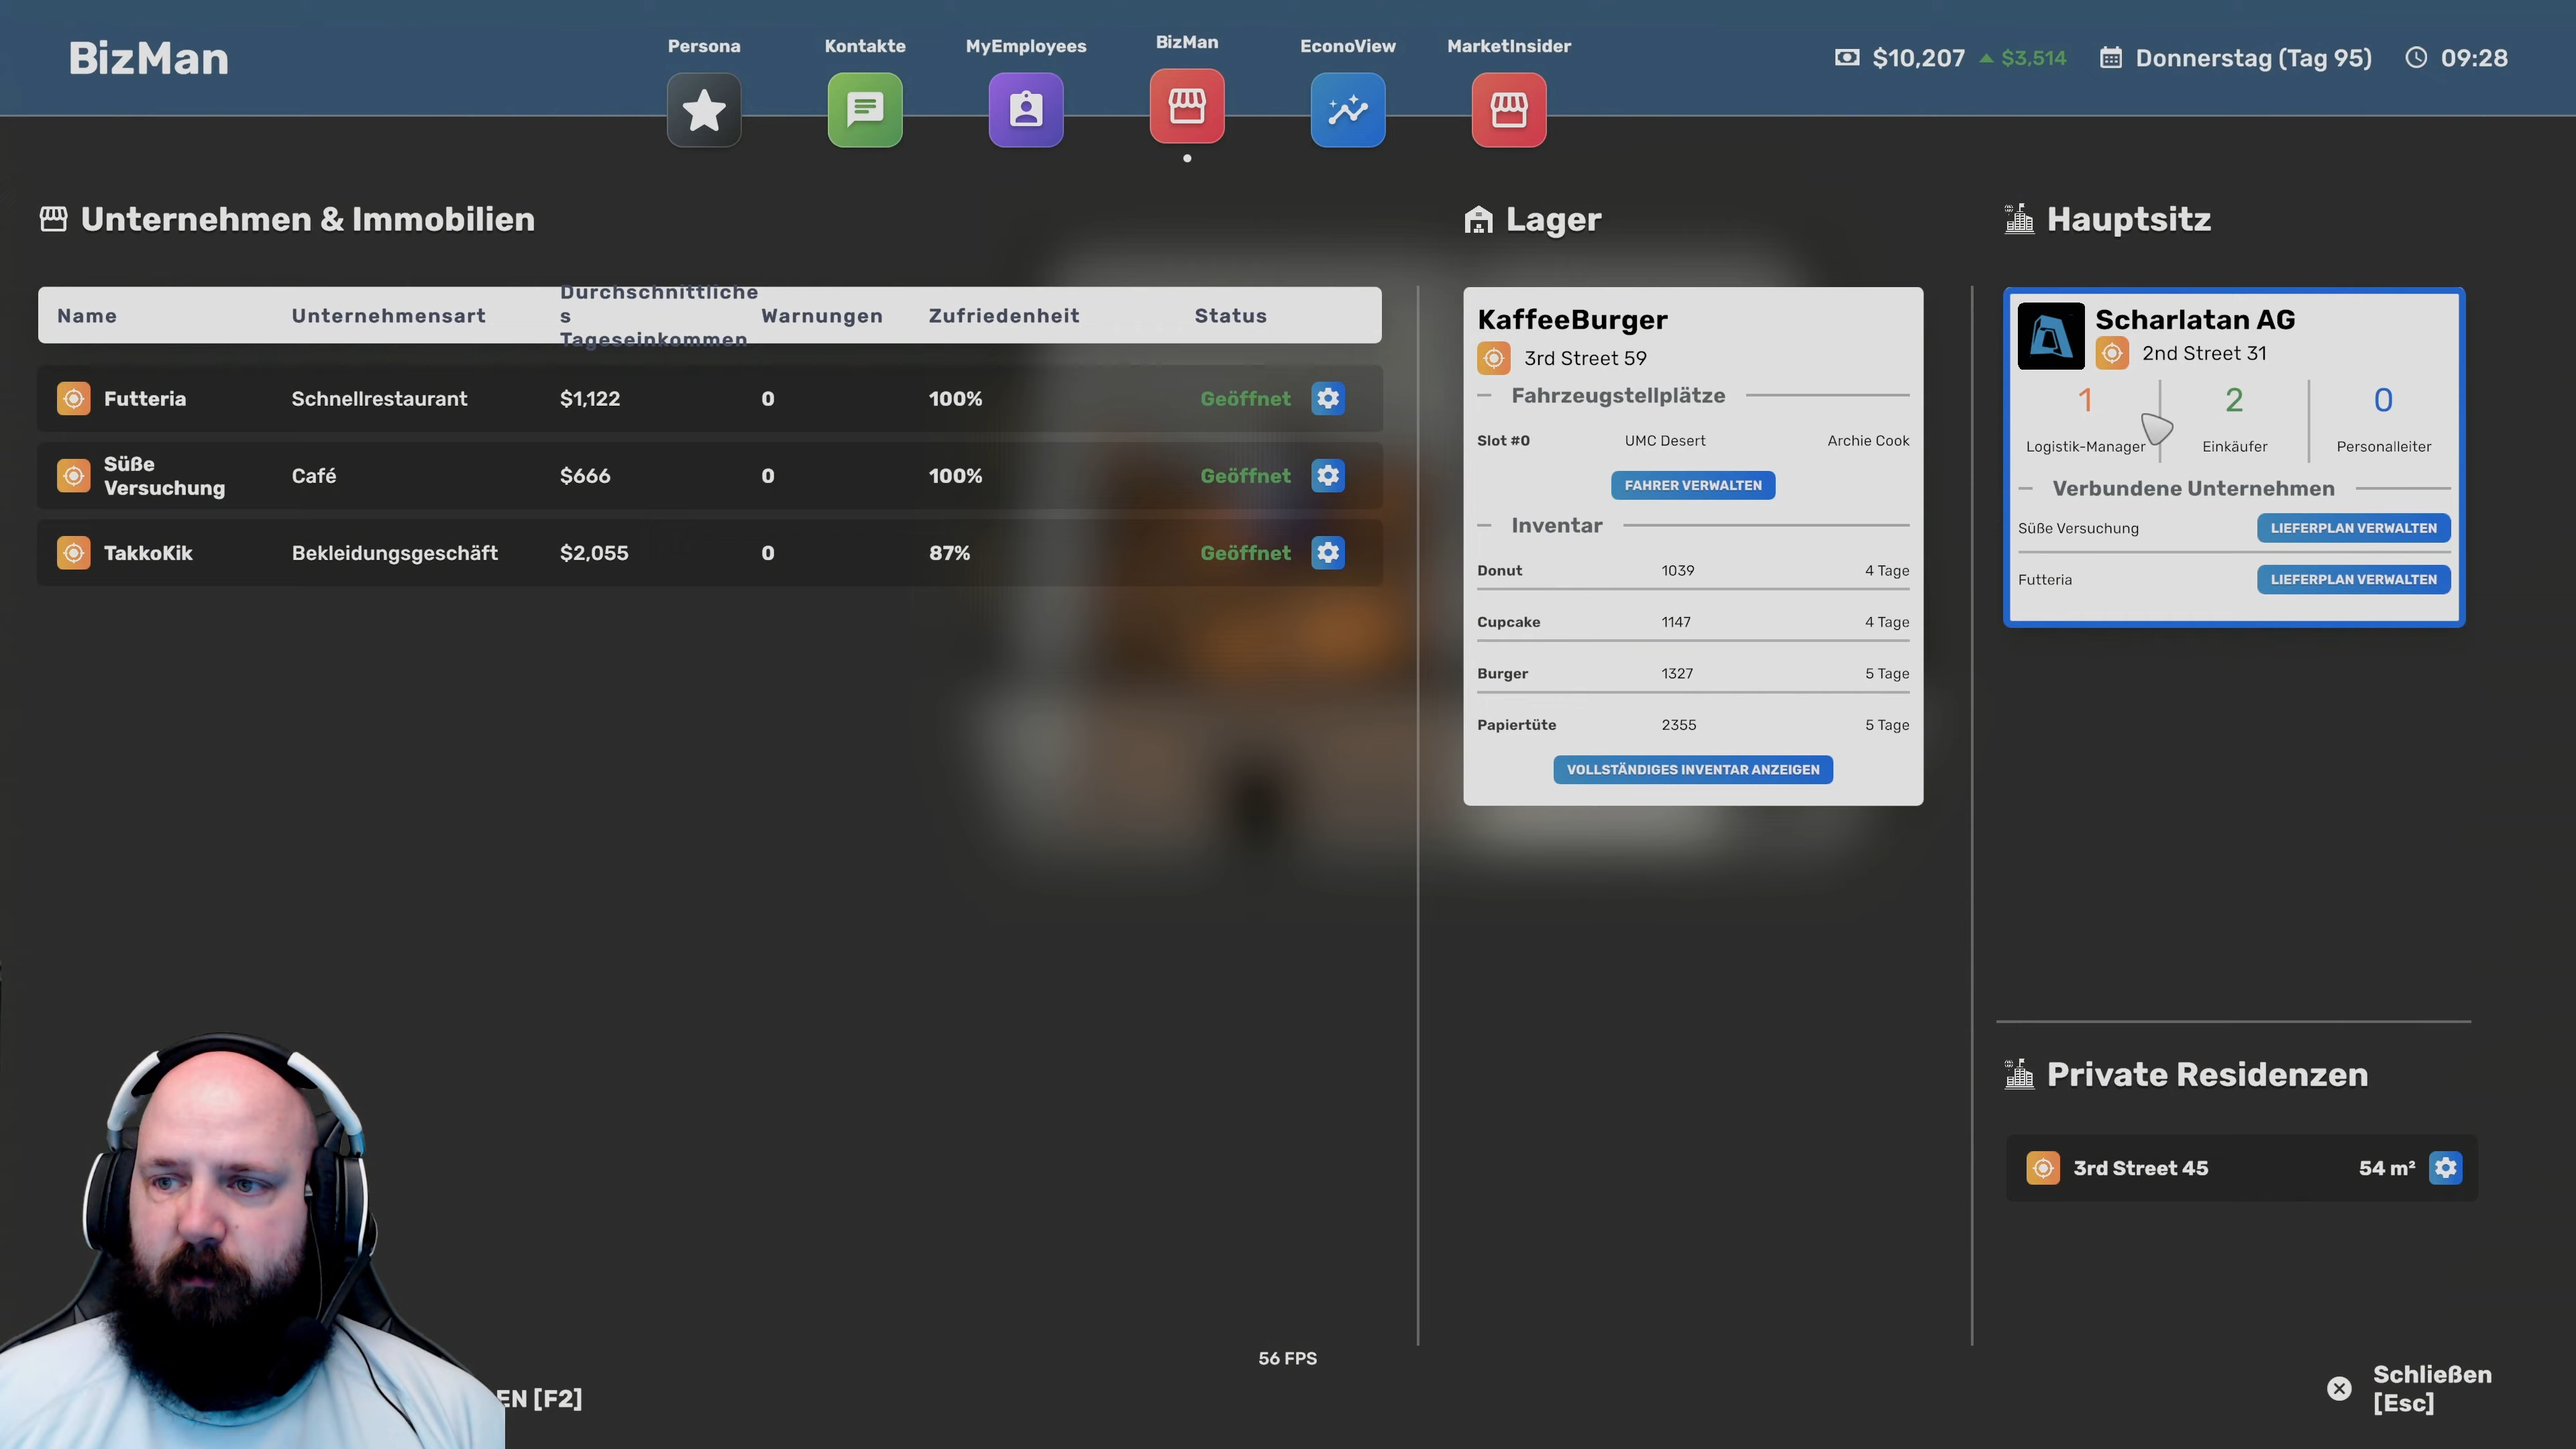 BizMan
Persona
Kontakte
MyEmployees
BizMan
EconoView
MarketInsider
$10,207 $3,514 Donnerstag (Tag 95) 09:28
Unternehmen & Immobilien
Name Unternehmensart Durchschnittliche
s
Tageseinkommen Warnungen Zufriedenheit Status
Futteria Schnellrestaurant $1,122 0 100% Geöffnet
Süße
Versuchung Café $666 0 100% Geöffnet
TakkoKik Bekleidungsgeschäft $2,055 0 87% Geöffnet
Lager
KaffeeBurger
3rd Street 59
Fahrzeugstellplätze
Slot #0 UMC Desert Archie Cook
FAHRER VERWALTEN
Inventar
Donut 1039 4 Tage
Cupcake 1147 4 Tage
Burger 1327 5 Tage
Papiertüte 2355 5 Tage
VOLLSTÄNDIGES INVENTAR ANZEIGEN
Hauptsitz
Scharlatan AG
2nd Street 31
1 2 0
Logistik-Manager Einkäufer Personalleiter
Verbundene Unternehmen
Süße Versuchung LIEFERPLAN VERWALTEN
Futteria LIEFERPLAN VERWALTEN
Private Residenzen
3rd Street 45 54 m²
56 FPS
EN [F2]
Schließen
[Esc]